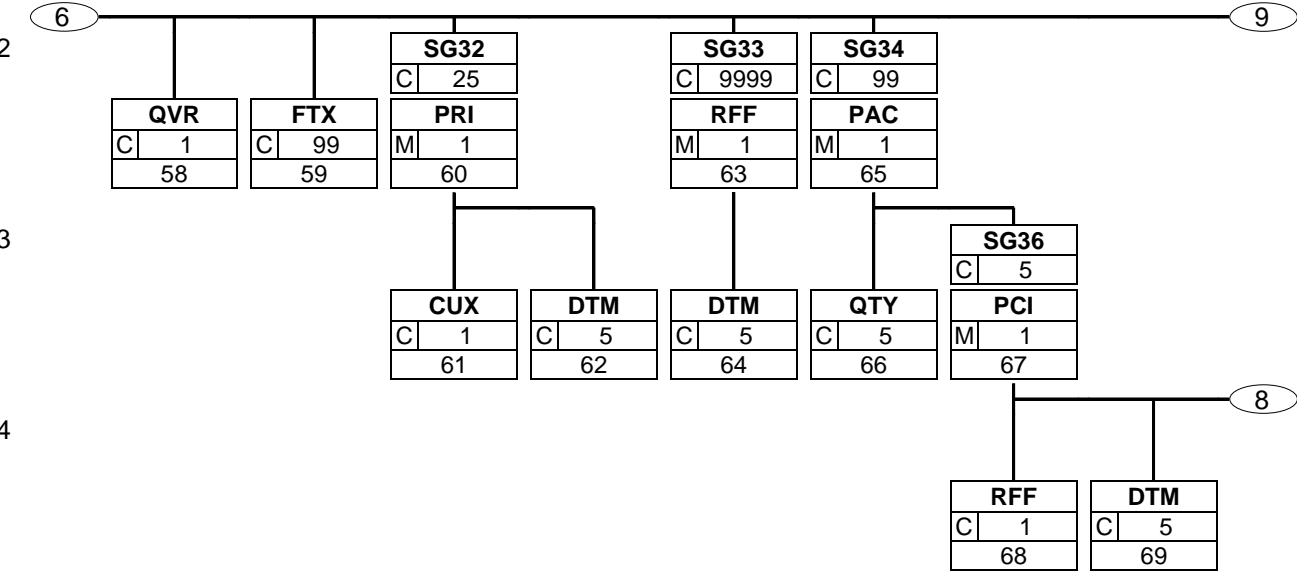 6 9
2 SG32 SG33 SG34
C 25 C 9999 C 99
QVR FTX PRI RFF PAC
C 1 C 99 M 1 M 1 M 1
58 59 60 63 65
3 SG36
C 5
CUX DTM DTM QTY PCI
C 1 C 5 C 5 C 5 M 1
61 62 64 66 67
8
4
RFF DTM
C 1 C 5
68 69